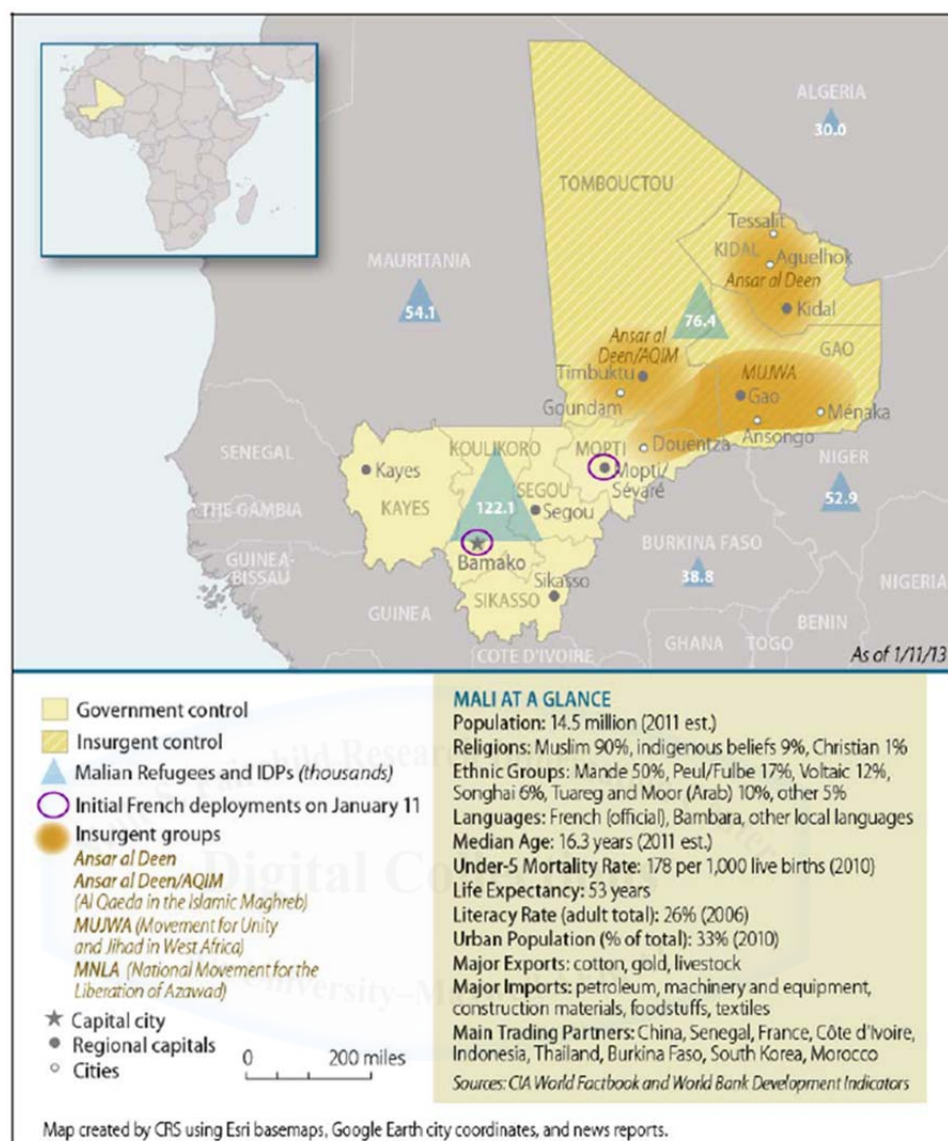 ALGERIA
30.0
TOMBOUCTOU
Tessalit
KIDAL
Aguelhok
Ansar al Deen
MAURITANIA
54.1
76.4
Kidal
Ansar al
Deen/AQIM
GAO
Timbuktu
MUJWA
Gao
Goundam
Ménaka
Ansongo
Douentza
KOULIKORO
MOPTI
SENEGAL
Kayes
Mopti/
Sévaré
NIGER
SEGOU
52.9
THE GAMBIA
KAYES
122.1
Segou
BURKINA FASO
GUINEA-
BISSAU
Bamako
38.8
Sikasso
NIGERIA
SIKASSO
GUINEA
BENIN
GHANA
TOGO
COTE D'IVOIRE
As of 1/11/13
Government control
Insurgent control
Malian Refugees and IDPs (thousands)
Initial French deployments on January 11
Insurgent groups
Ansar al Deen
Ansar al Deen/AQIM
(Al Qaeda in the Islamic Maghreb)
MUJWA (Movement for Unity
and Jihad in West Africa)
MNLA (National Movement for the
Liberation of Azawad)
Capital city
Regional capitals
Cities
0 200 miles
MALI AT A GLANCE
Population: 14.5 million (2011 est.)
Religions: Muslim 90%, indigenous beliefs 9%, Christian 1%
Ethnic Groups: Mande 50%, Peul/Fulbe 17%, Voltaic 12%,
Songhai 6%, Tuareg and Moor (Arab) 10%, other 5%
Languages: French (official), Bambara, other local languages
Median Age: 16.3 years (2011 est.)
Under-5 Mortality Rate: 178 per 1,000 live births (2010)
Life Expectancy: 53 years
Literacy Rate (adult total): 26% (2006)
Urban Population (% of total): 33% (2010)
Major Exports: cotton, gold, livestock
Major Imports: petroleum, machinery and equipment,
construction materials, foodstuffs, textiles
Main Trading Partners: China, Senegal, France, Côte d'Ivoire,
Indonesia, Thailand, Burkina Faso, South Korea, Morocco
Sources: CIA World Factbook and World Bank Development Indicators
Map created by CRS using Esri basemaps, Google Earth city coordinates, and news reports.